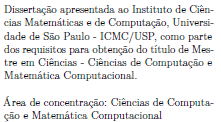 Dissertação apresentada ao Instituto de Ciên-
cias Matemáticas e de Computação, Universi-
dade de São Paulo - ICMC/USP, como parte
dos requisitos para obtenção do título de Mes-
tre em Ciências - Ciências de Computação e
Matemática Computacional.
Área de concentração: Ciências de Computa-
ção e Matemática Computacional